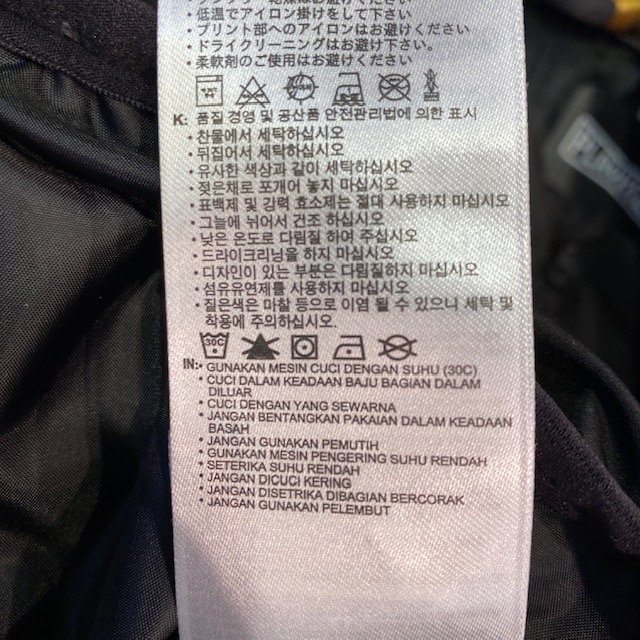 ・低温でアイロン掛けをして下さい
・プリント部へのアイロンはお避けください
・ドライクリーニングはお避け下さい
・柔軟剤のご使用はお避けください
K: 품질 경영 및 공산품 안전관리법에 의한 표시
・찬물에서 세탁하십시오
・뒤집어서 세탁하십시오
・유사한 색상과 같이 세탁하십시오
・젖은채로 포개어 놓지 마십시오
・표백제 및 강력 효소제는 절대 사용하지 마십시오
・그늘에 뉘어서 건조 하십시오
・낮은 온도로 다림질 하여 주십시오
・드라이크리닝을 하지 마십시오
・디자인이 있는 부분은 다림질하지 마십시오
・섬유유연제를 사용하지 마십시오
・짙은색은 마찰 등으로 이염 될 수 있으니 세탁 및
착용에 주의하십시오.
30C
IN:・GUNAKAN MESIN CUCI DENGAN SUHU (30C)
・CUCI DALAM KEADAAN BAJU BAGIAN DALAM
DILUAR
・CUCI DENGAN YANG SEWARNA
・JANGAN BENTANGKAN PAKAIAN DALAM KEADAAN
BASAH
・JANGAN GUNAKAN PEMUTIH
・GUNAKAN MESIN PENGERING SUHU RENDAH
・SETERIKA SUHU RENDAH
・JANGAN DICUCI KERING
・JANGAN DISETRIKA DIBAGIAN BERCORAK
・JANGAN GUNAKAN PELEMBUT